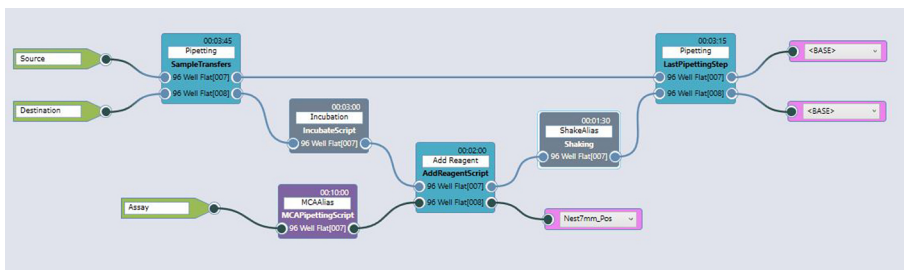 Source
Destination
00:03:45
Pipetting
SampleTransfers
96 Well Flat[007]
96 Well Flat[008]
00:03:00
Incubation
IncubateScript
96 Well Flat[007]
Assay
00:10:00
MCAAlias
MCAPipettingScript
96 Well Flat[007]
00:02:00
Add Reagent
AddReagentScript
96 Well Flat[007]
96 Well Flat[008]
00:01:30
ShakeAlias
Shaking
96 Well Flat[007]
Nest7mm_Pos
00:03:15
Pipetting
LastPipettingStep
96 Well Flat[007]
96 Well Flat[008]
<BASE>
<BASE>